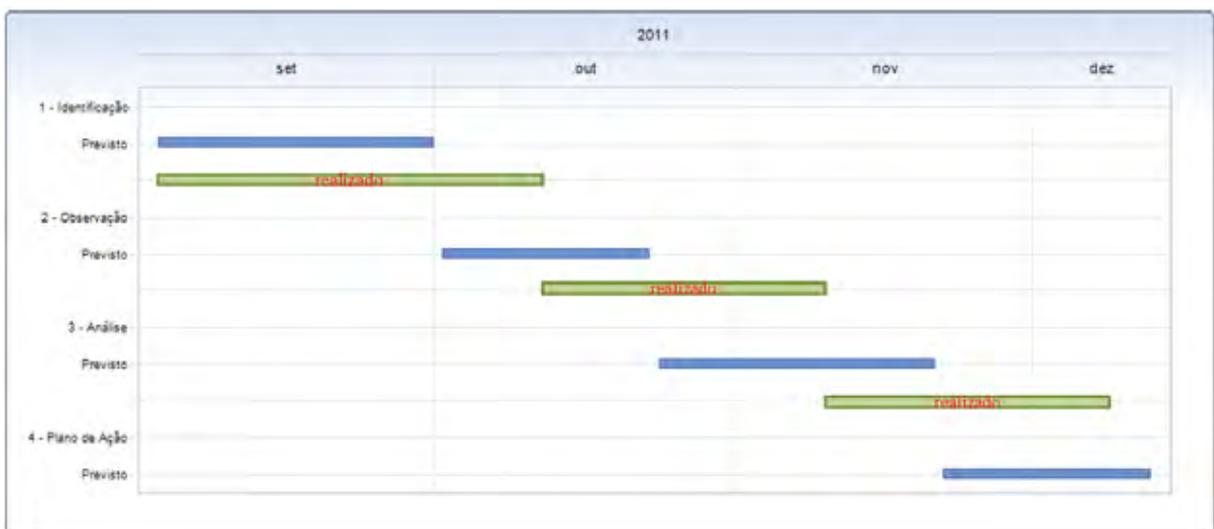 2011
set out nov dez
1 - Identificação
Previsto
realizado
2 - Observação
Previsto
realizado
3 - Análise
Previsto
realizado
4 - Plano de Ação
Previsto